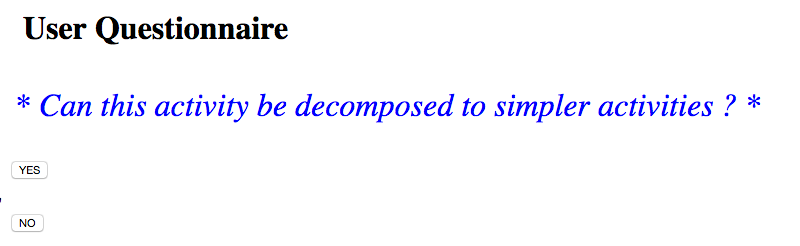 User Questionnaire
* Can this activity be decomposed to simpler activities ? *
YES
NO